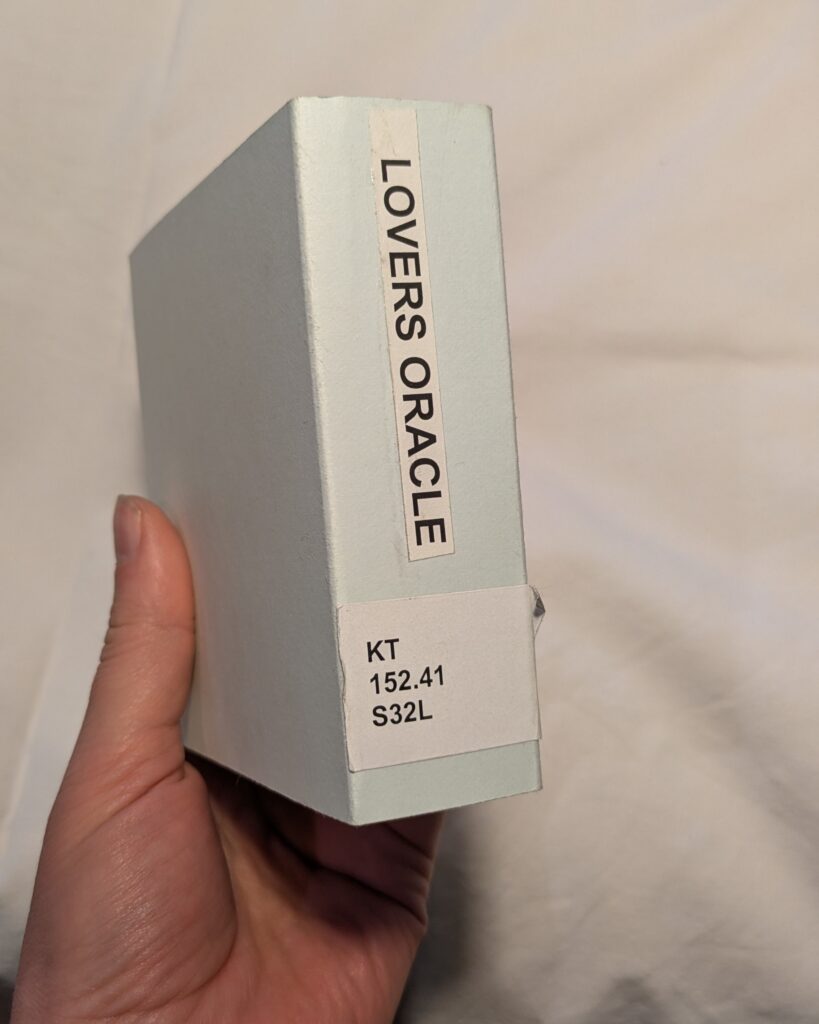 LOVERS ORACLE
KT
152.41
S32L